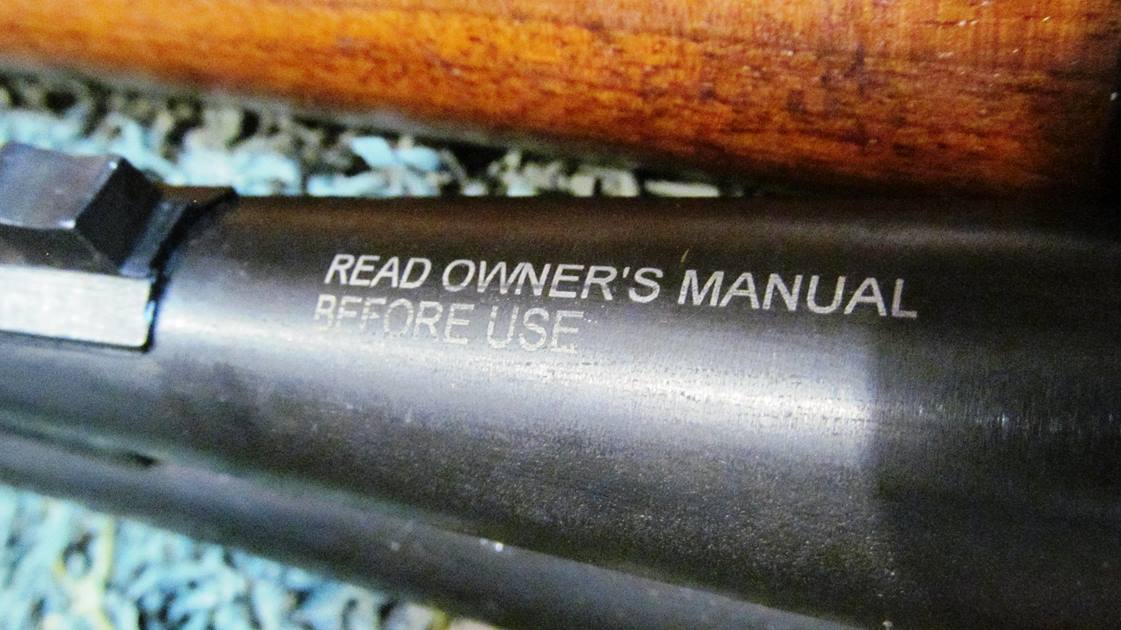 READ OWNER'S MANUAL
BEFORE USE